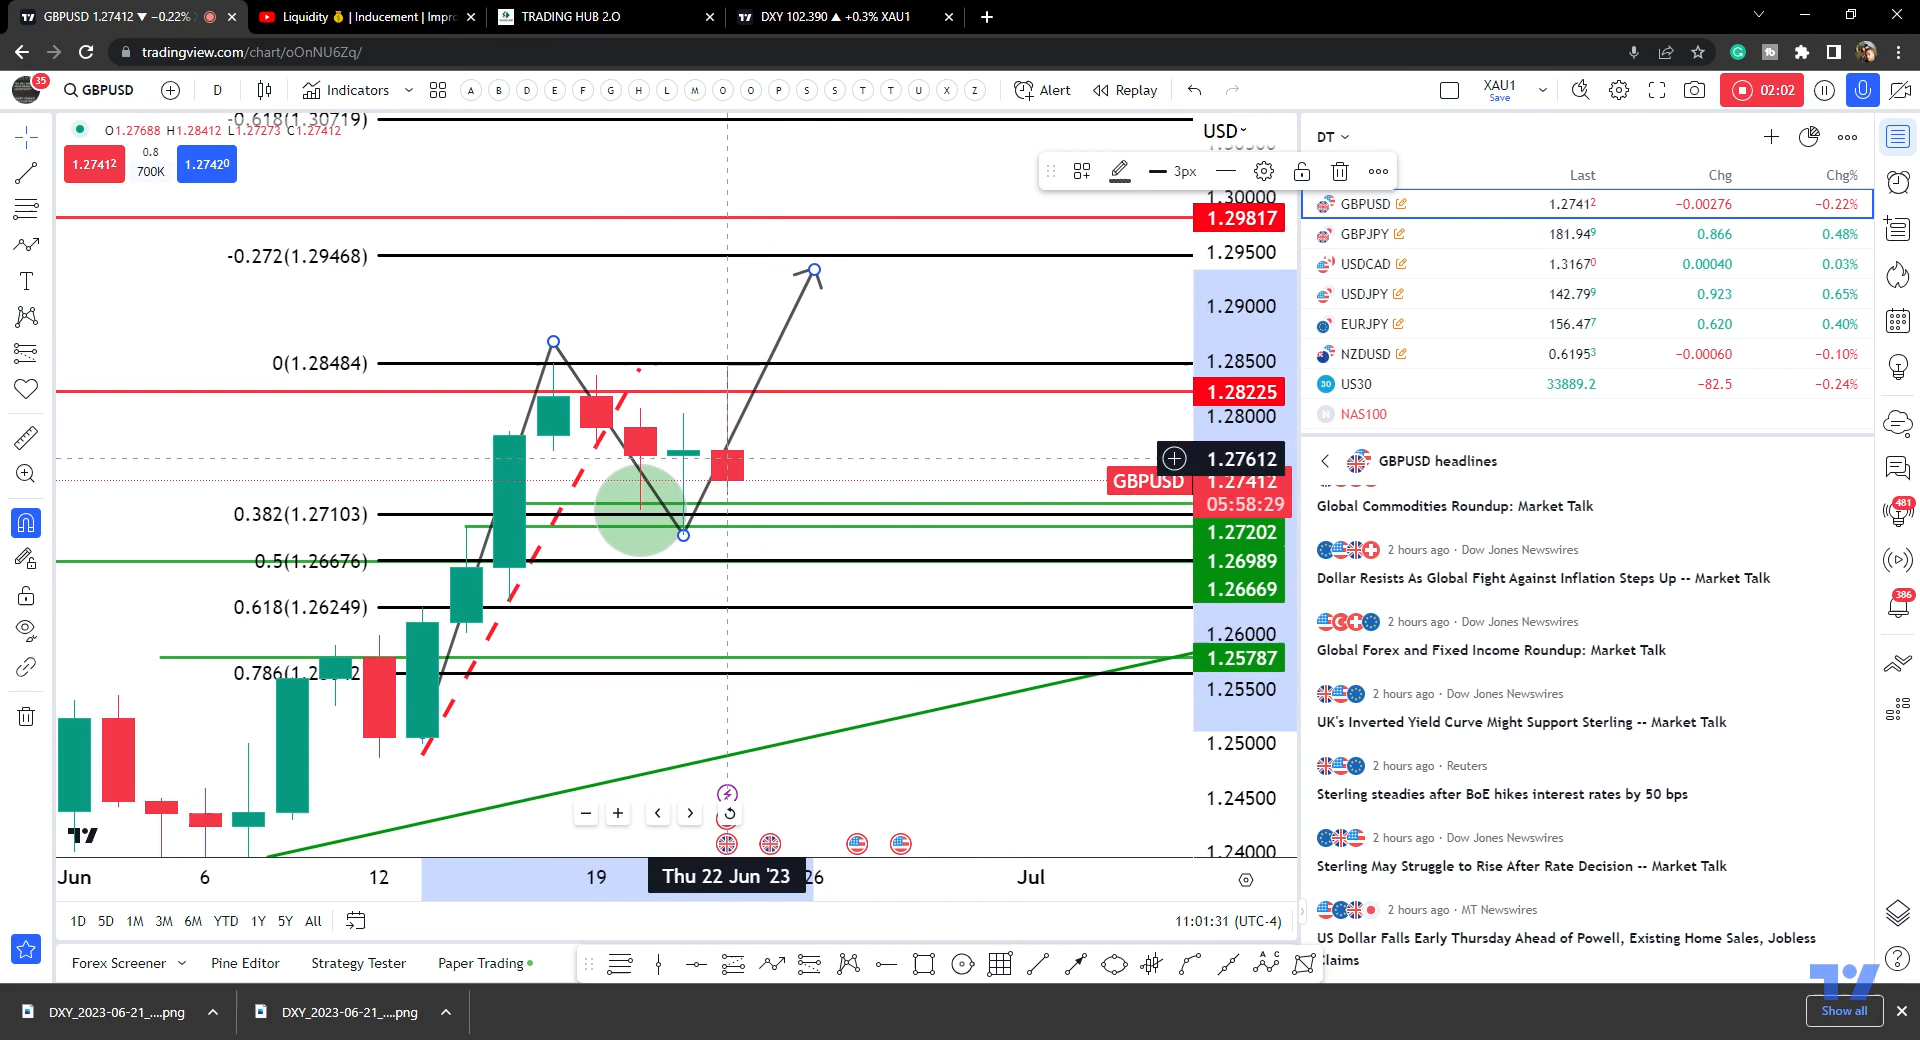 GBPUSD 1.27412 ▼ −0.22%
Liquidity 💰 | Inducement | Impro
TRADING HUB 2.O
DXY 102.390 ▲ +0.3% XAU1
tradingview.com/chart/oOnNU6Zq/
35
GBPUSD
D
Indicators
A B D E F G H L M O O P S S T T U X Z
Alert
Replay
XAU1
Save
02:02
O1.27688 H1.28412 L1.27273 C1.27412
1.27412
0.8
700K
1.27420
-0.618(1.30719)
-0.272(1.29468)
0(1.28484)
0.382(1.27103)
0.5(1.26676)
0.618(1.26249)
USD
3px
1.30000
1.29817
1.29500
1.29000
1.28500
1.28225
1.28000
1.27612
GBPUSD 1.27412
05:58:29
1.27202
1.26989
1.26669
1.26000
1.25787
1.25500
1.25000
1.24500
1.24000
Jun 6 12 19 Thu 22 Jun '23 26 Jul
1D 5D 1M 3M 6M YTD 1Y 5Y All
11:01:31 (UTC-4)
Forex Screener
Pine Editor
Strategy Tester
Paper Trading
DT
Last Chg Chg%
GBPUSD 1.27412 −0.00276 −0.22%
GBPJPY 181.949 0.866 0.48%
USDCAD 1.31670 0.00040 0.03%
USDJPY 142.799 0.923 0.65%
EURJPY 156.477 0.620 0.40%
NZDUSD 0.61953 −0.00060 −0.10%
30 US30 33889.2 −82.5 −0.24%
N NAS100
GBPUSD headlines
Global Commodities Roundup: Market Talk
2 hours ago · Dow Jones Newswires
Dollar Resists As Global Fight Against Inflation Steps Up -- Market Talk
2 hours ago · Dow Jones Newswires
Global Forex and Fixed Income Roundup: Market Talk
2 hours ago · Dow Jones Newswires
UK's Inverted Yield Curve Might Support Sterling -- Market Talk
2 hours ago · Reuters
Sterling steadies after BoE hikes interest rates by 50 bps
2 hours ago · Dow Jones Newswires
Sterling May Struggle to Rise After Rate Decision -- Market Talk
2 hours ago · MT Newswires
US Dollar Falls Early Thursday Ahead of Powell, Existing Home Sales, Jobless
Claims
481
386
DXY_2023-06-21_....png
DXY_2023-06-21_....png
Show all